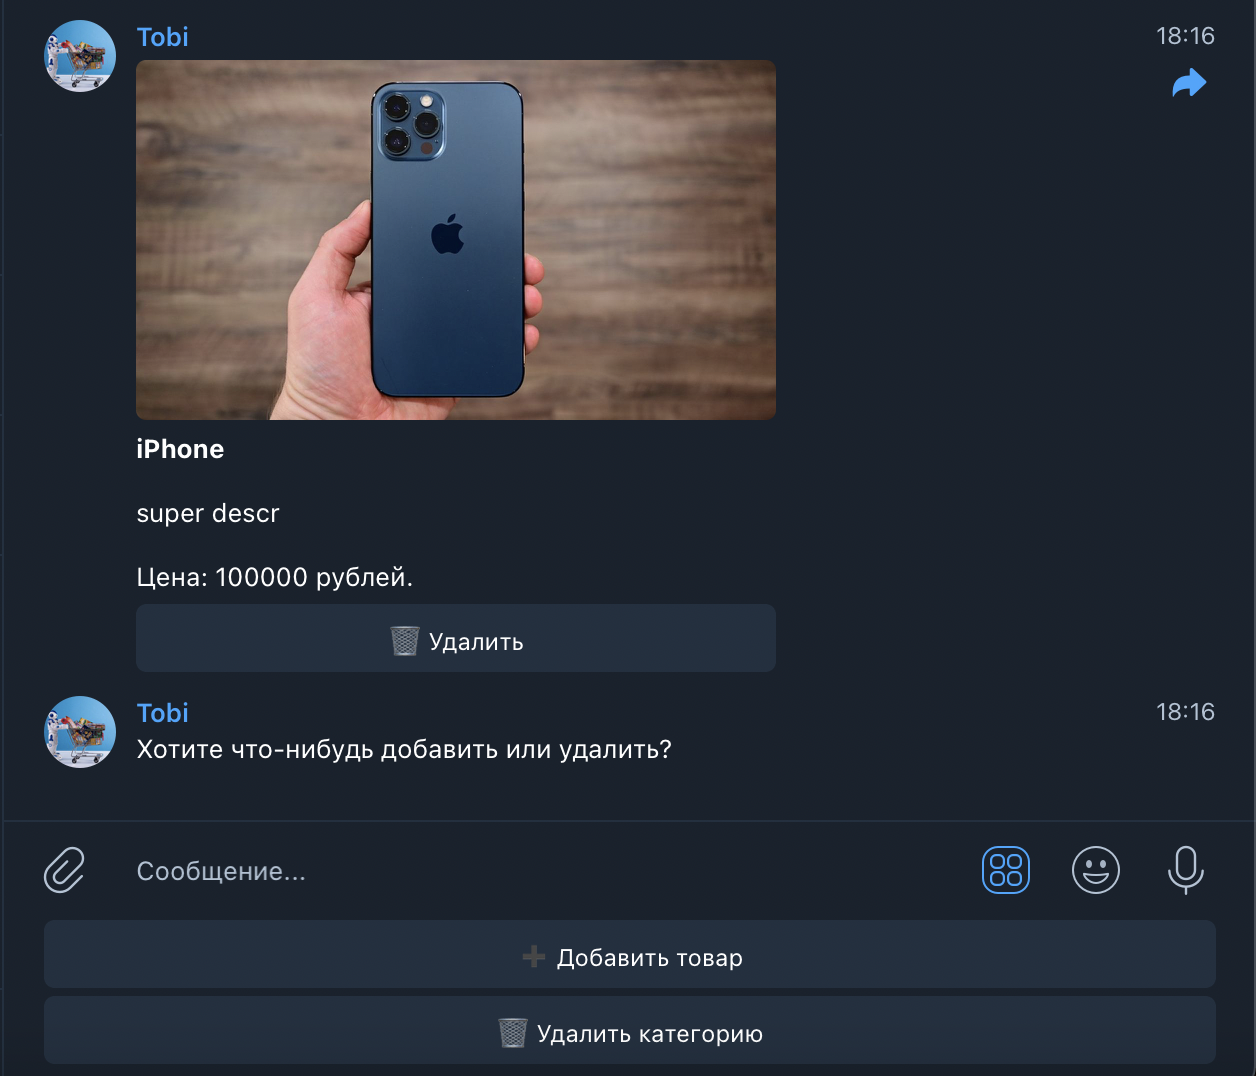 Tobi
18:16
iPhone
super descr
Цена: 100000 рублей.
🗑️ Удалить
Tobi
18:16
Хотите что-нибудь добавить или удалить?
Сообщение...
➕ Добавить товар
🗑️ Удалить категорию